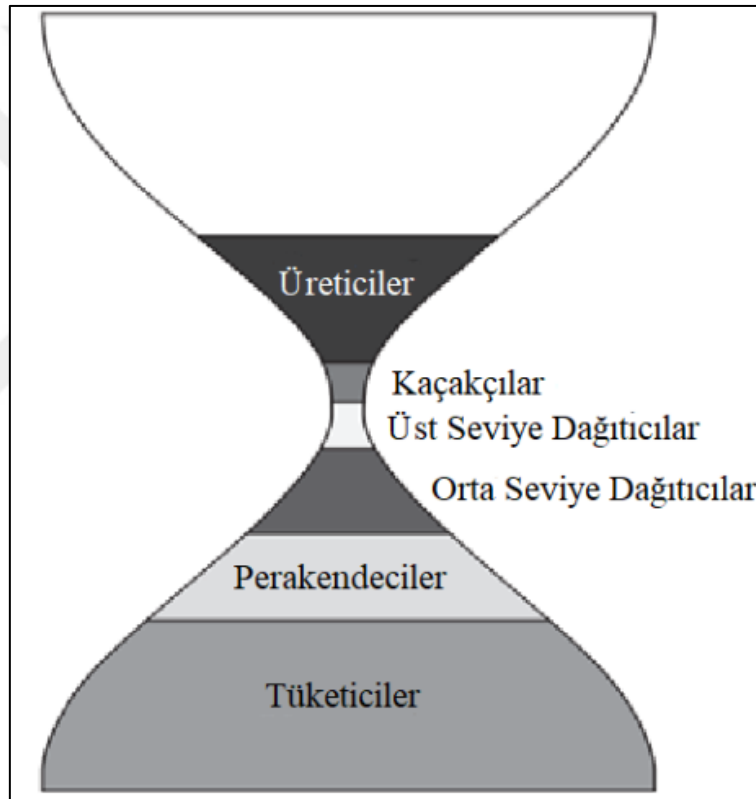 Üreticiler
Kaçakçılar
Üst Seviye Dağıtıcılar
Orta Seviye Dağıtıcılar
Perakendeciler
Tüketiciler